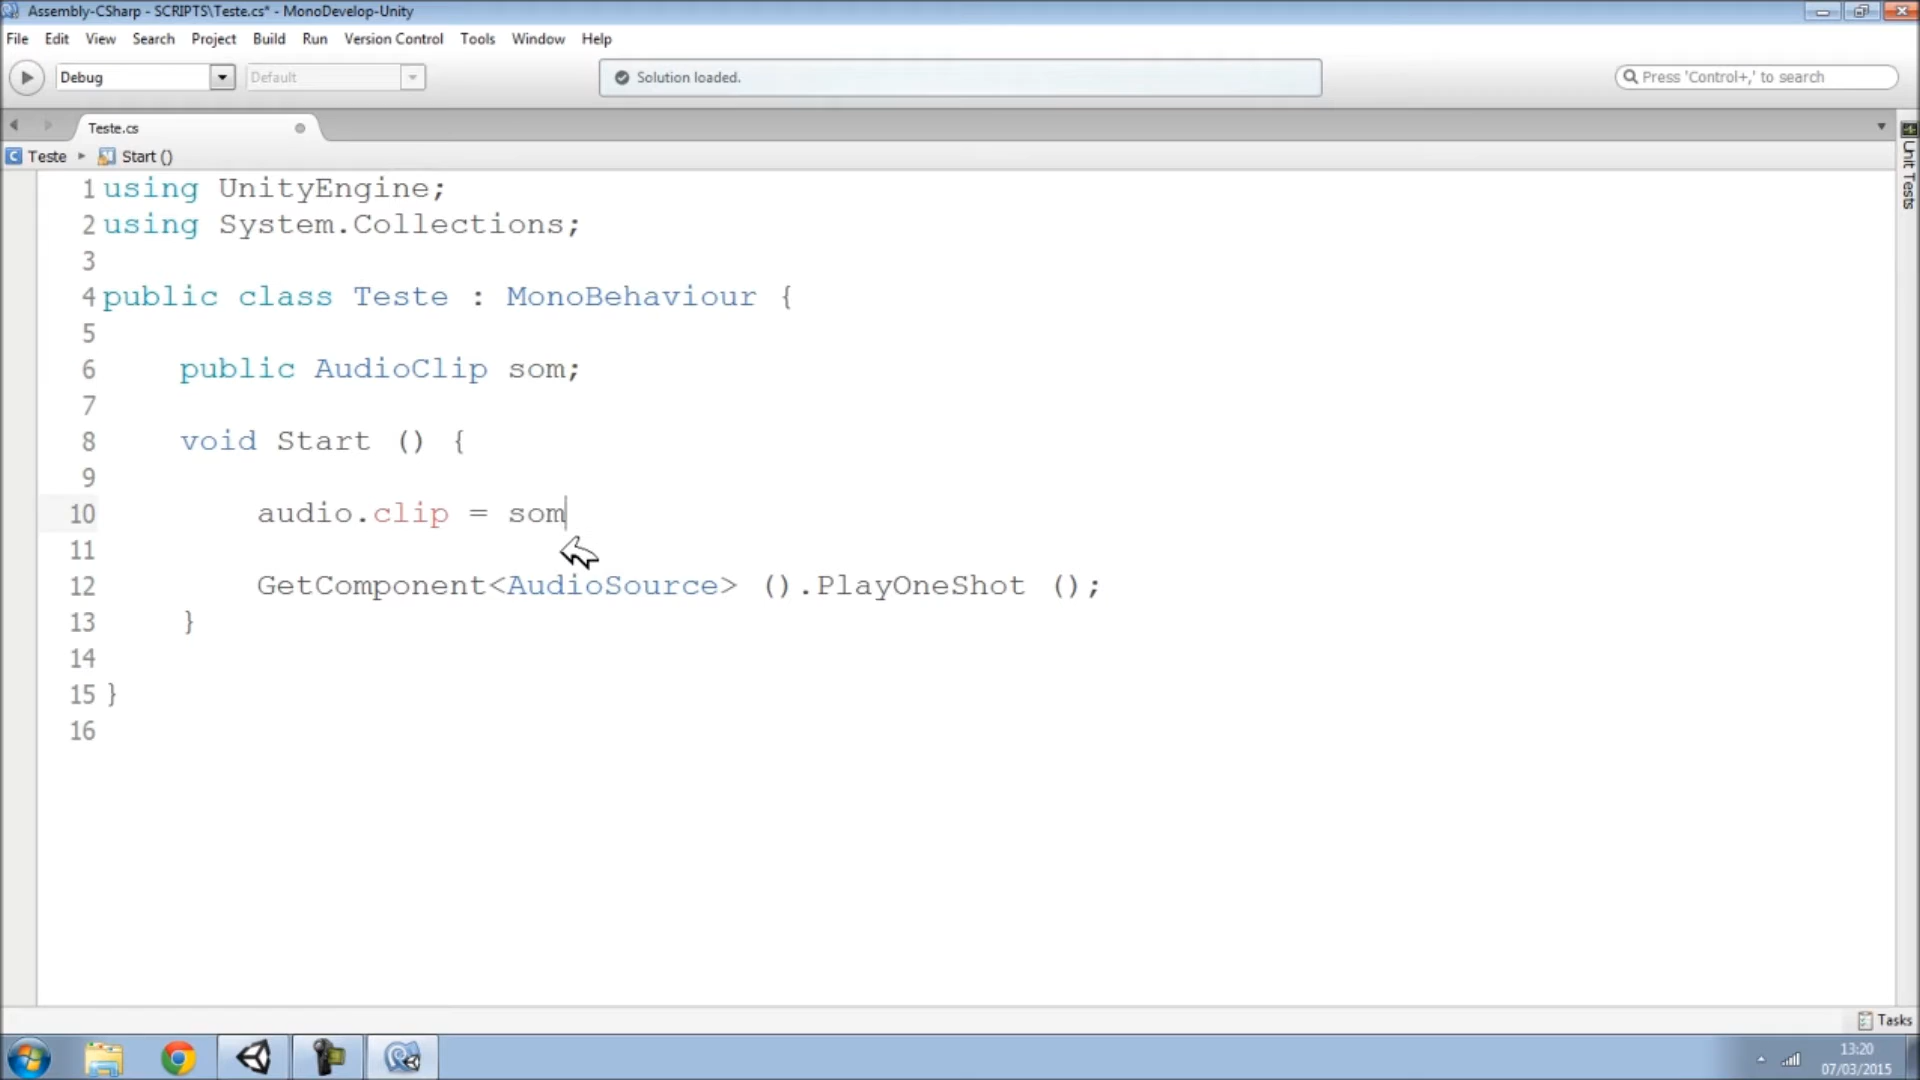 Assembly-CSharp - SCRIPTS\Teste.cs* - MonoDevelop-Unity
File Edit View Search Project Build Run Version Control Tools Window Help
Debug Default Solution loaded. Press 'Control+,' to search
Teste.cs
Teste Start ()
Unit Tests
1 using UnityEngine;
2 using System.Collections;
3
4 public class Teste : MonoBehaviour {
5
6 public AudioClip som;
7
8 void Start () {
9
10 audio.clip = som
11
12 GetComponent<AudioSource> ().PlayOneShot ();
13 }
14
15 }
16
Tasks
13:20
07/03/2015